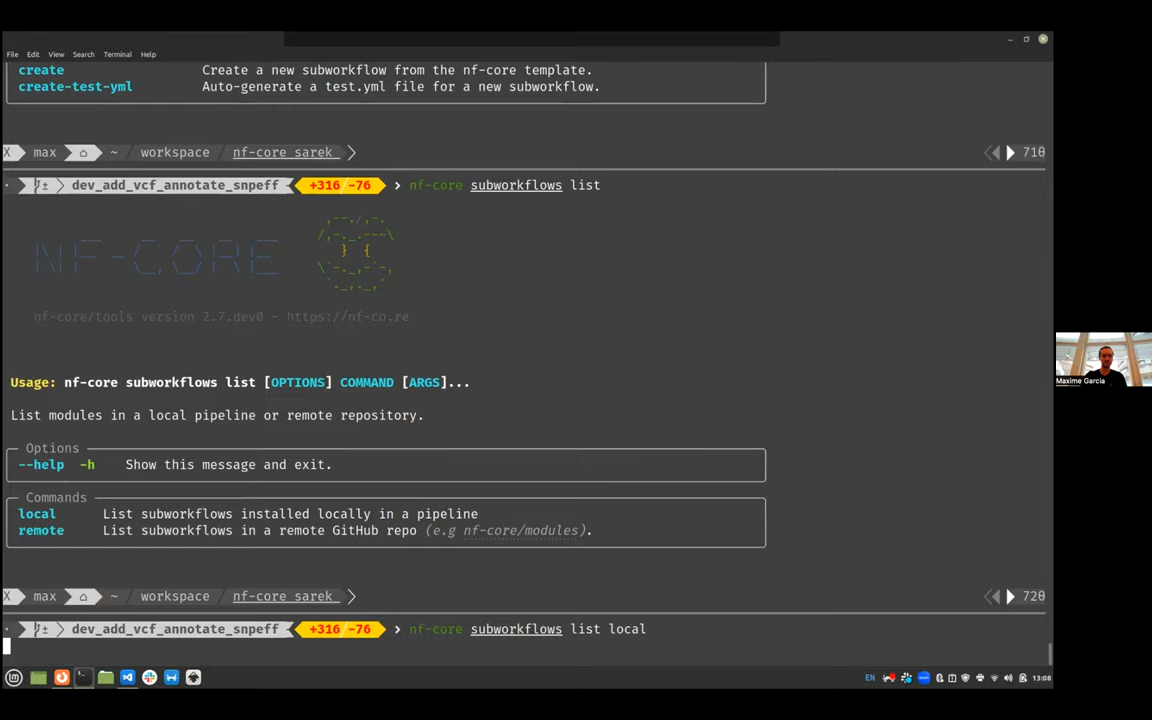 File Edit View Search Terminal Help
create Create a new subworkflow from the nf-core template.
create-test-yml Auto-generate a test.yml file for a new subworkflow.
X max ~ workspace nf-core sarek 710
dev_add_vcf_annotate_snpeff +316/-76 nf-core subworkflows list
NF-CORE
nf-core/tools version 2.7.dev0 - https://nf-co.re
Usage: nf-core subworkflows list [OPTIONS] COMMAND [ARGS]...
List modules in a local pipeline or remote repository.
Options
--help -h Show this message and exit.
Commands
local List subworkflows installed locally in a pipeline
remote List subworkflows in a remote GitHub repo (e.g nf-core/modules).
X max ~ workspace nf-core sarek 720
dev_add_vcf_annotate_snpeff +316/-76 nf-core subworkflows list local
Maxime Garcia
EN 13:08